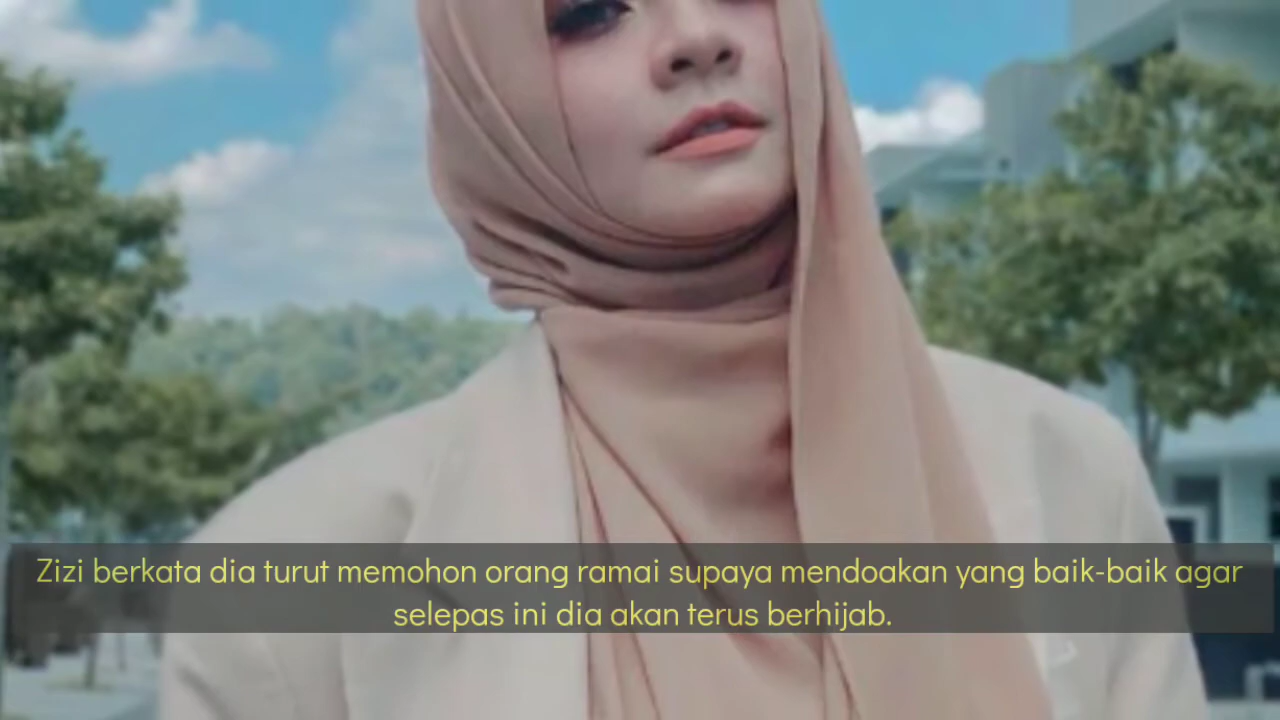 Zizi berkata dia turut memohon orang ramai supaya mendoakan yang baik-baik agar
selepas ini dia akan terus berhijab.